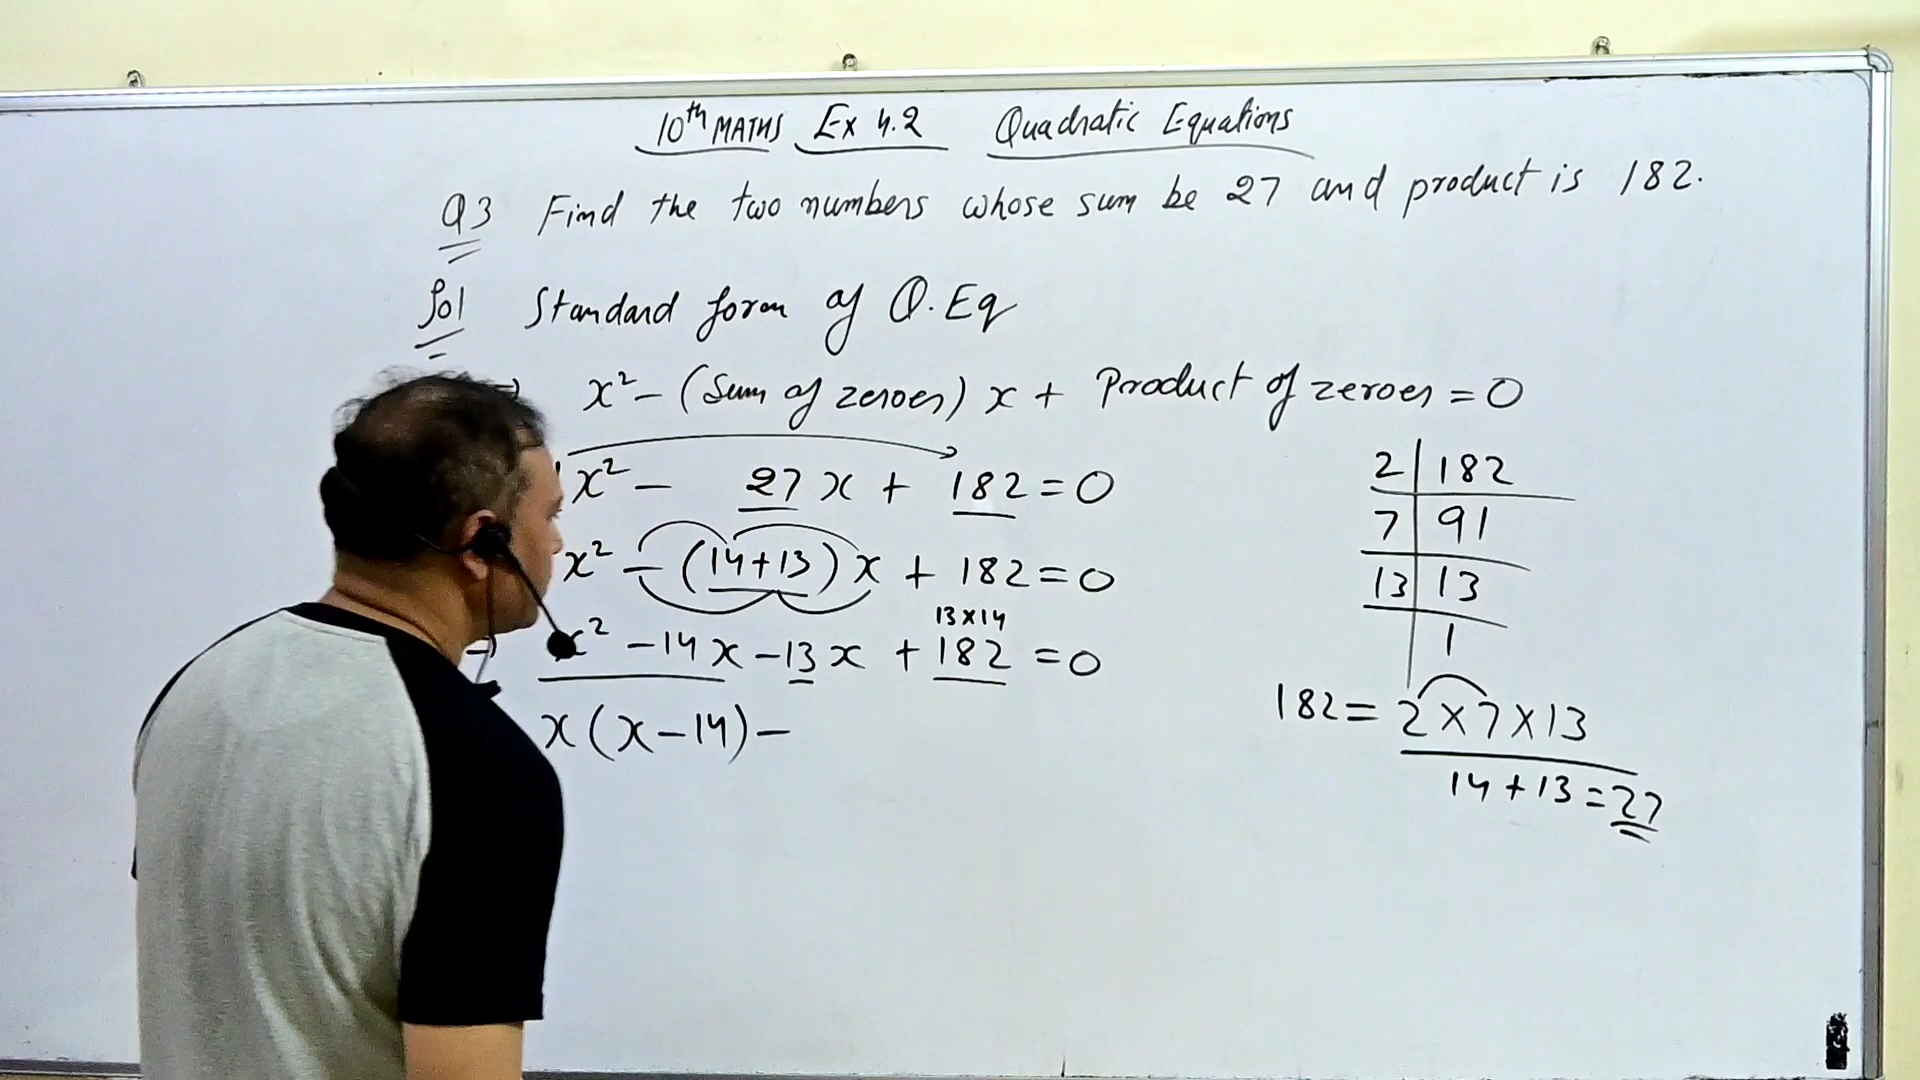 10th MATHS Ex 4.2 Quadratic Equations
Q3 Find the two numbers whose sum be 27 and product is 182.
Sol Standard form of Q.Eq
x² - (Sum of zeroes) x + Product of zeroes = 0
x² - 27x + 182 = 0
x² - (14+13)x + 182 = 0
13×14
x² - 14x - 13x + 182 = 0
x(x-14) -
2 | 182
7 | 91
13 | 13
1
182 = 2×7×13
14+13 = 27